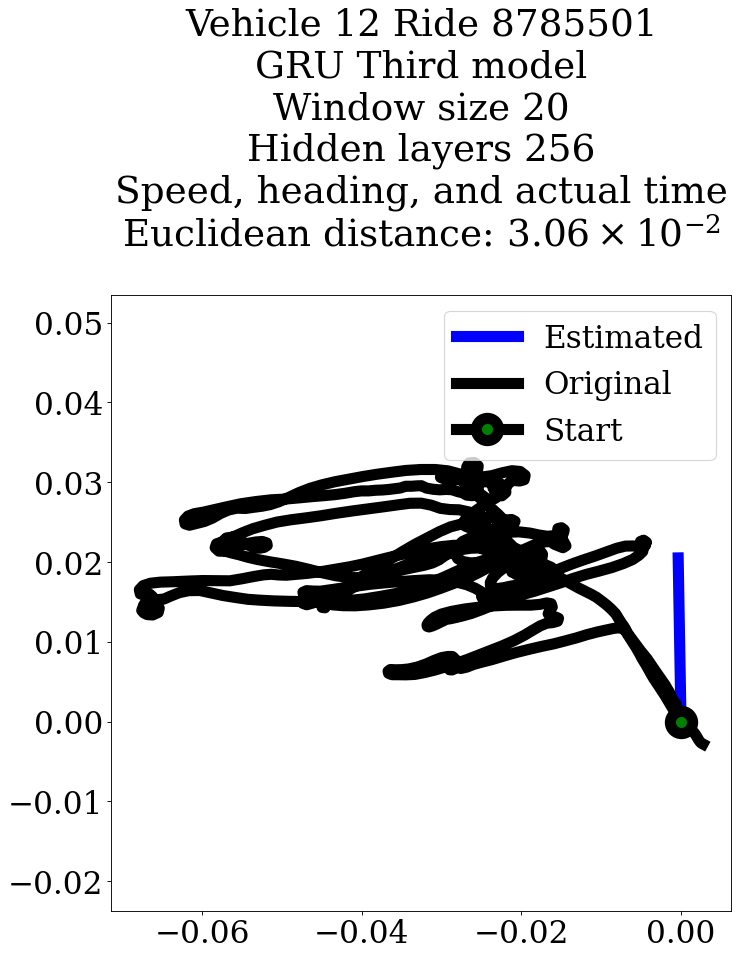 Vehicle 12 Ride 8785501
GRU Third model
Window size 20
Hidden layers 256
Speed, heading, and actual time
Euclidean distance: 3.06 × 10⁻²
Estimated
Original
Start
0.05
0.04
0.03
0.02
0.01
0.00
−0.01
−0.02
−0.06 −0.04 −0.02 0.00